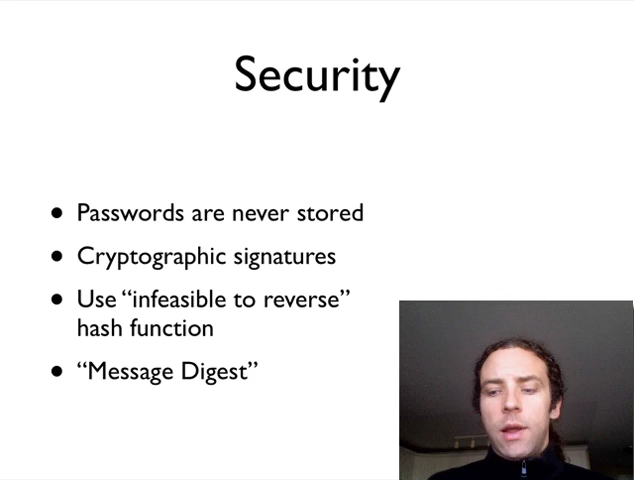 Security
• Passwords are never stored
• Cryptographic signatures
• Use “infeasible to reverse”
hash function
• “Message Digest”